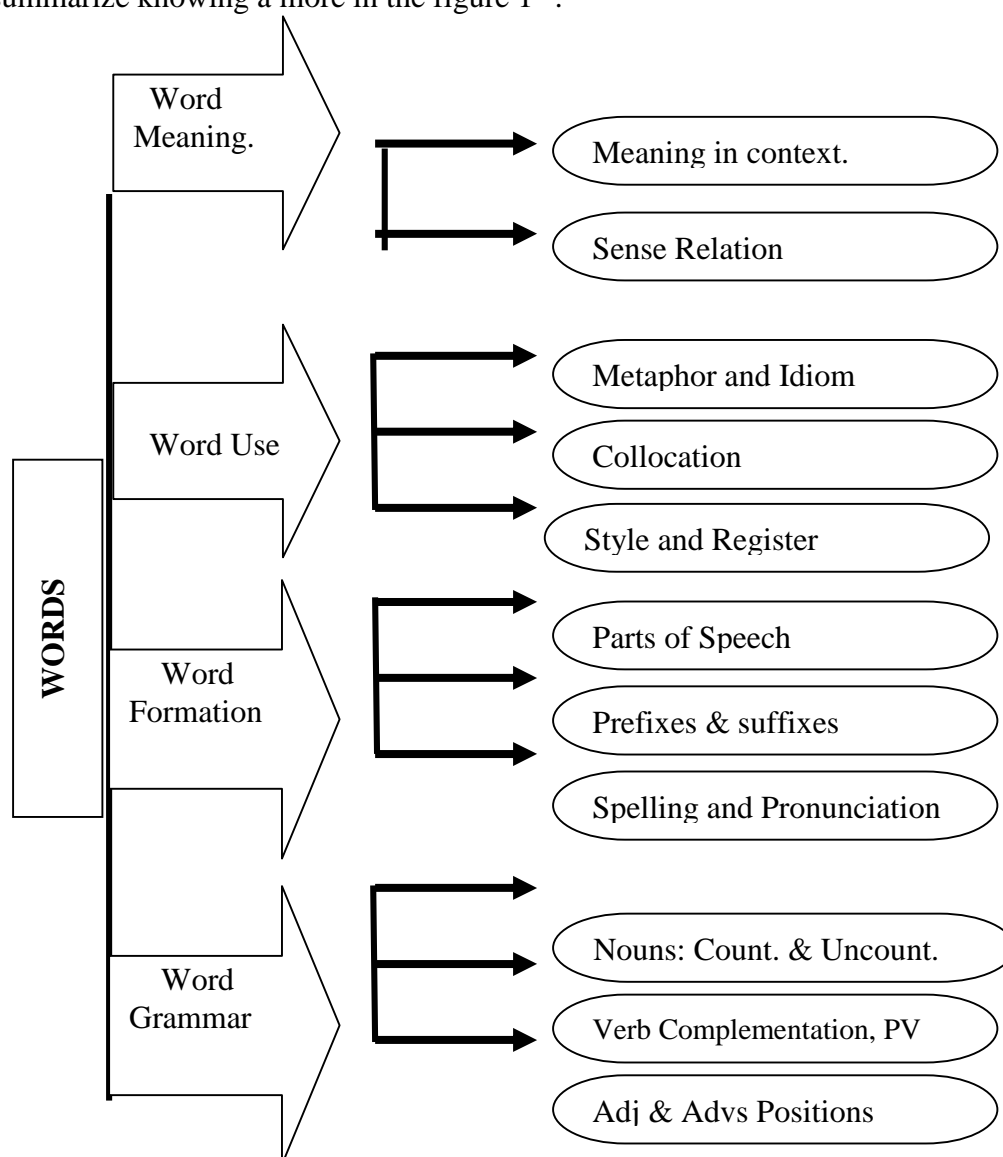 summarize knowing a more in the figure 1
Word
Meaning.
Meaning in context.
Sense Relation
Word Use
Metaphor and Idiom
Collocation
Style and Register
WORDS
Word
Formation
Parts of Speech
Prefixes & suffixes
Spelling and Pronunciation
Word
Grammar
Nouns: Count. & Uncount.
Verb Complementation, PV
Adj & Advs Positions